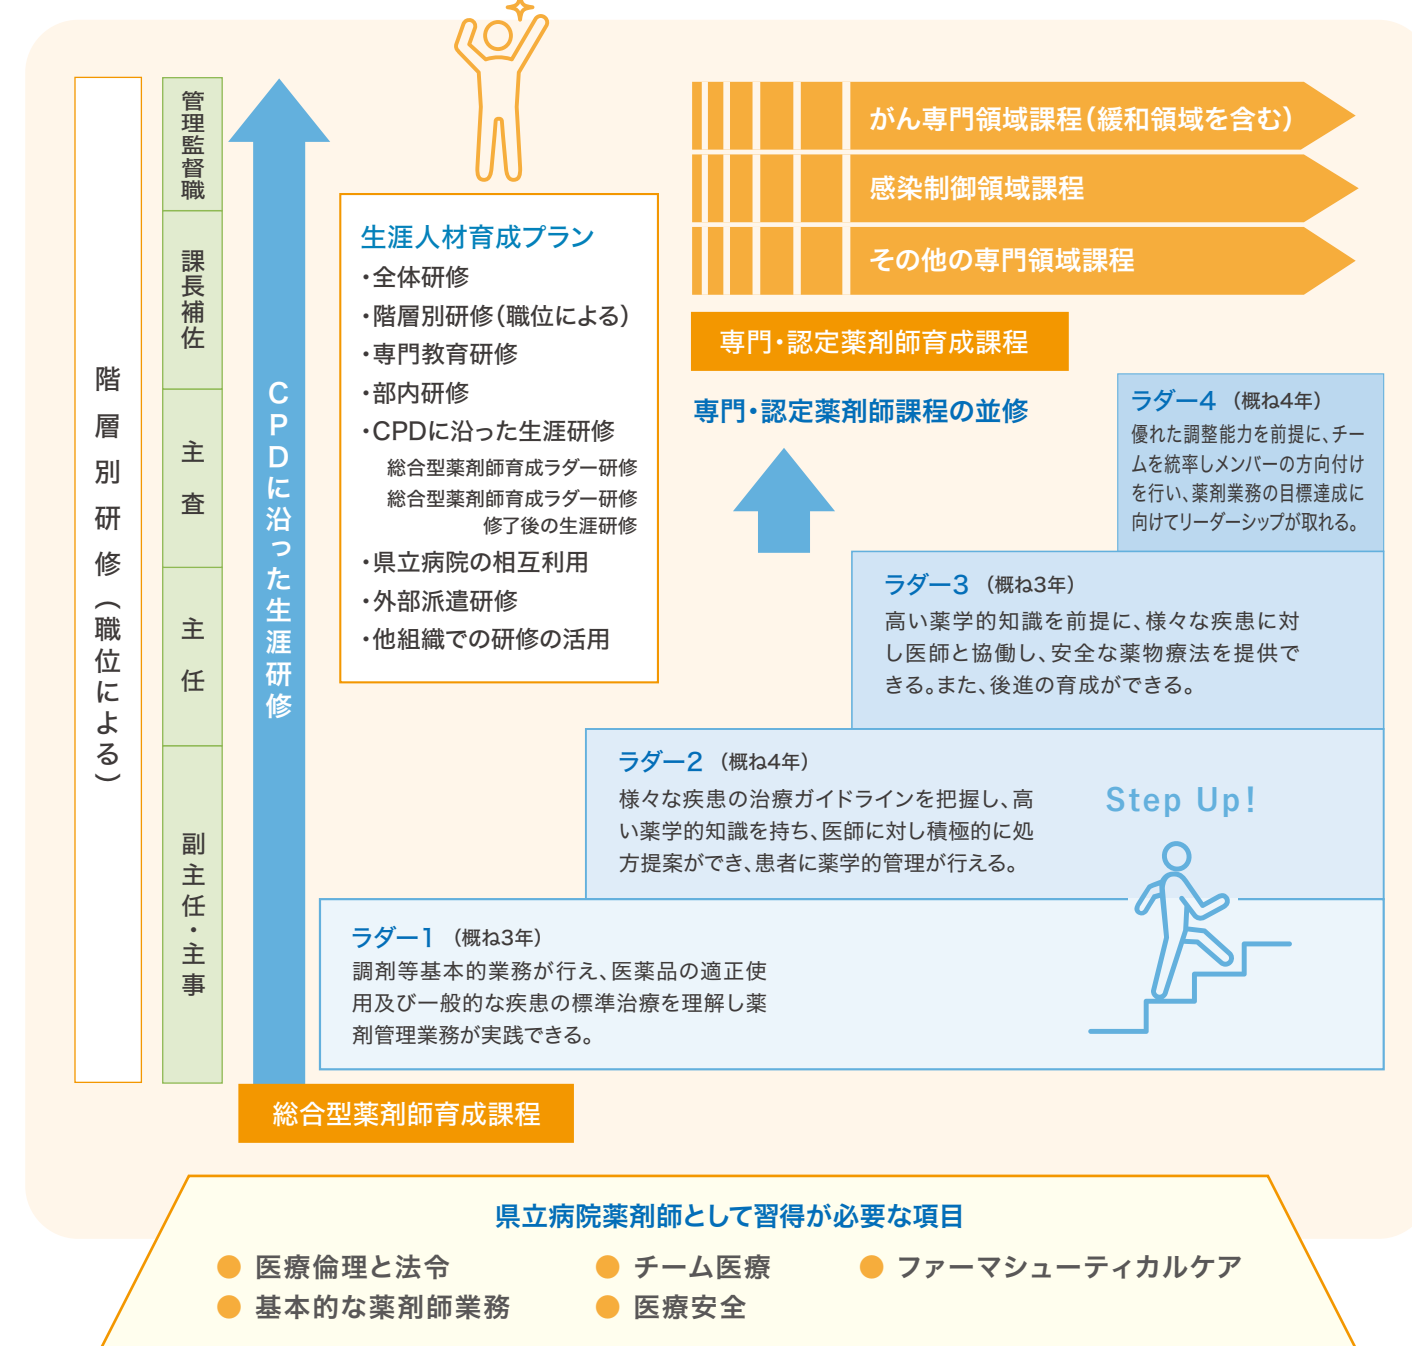 階層別研修（職位による）
管理監督職
課長補佐
主査
主任
副主任・主事
CPDに沿った生涯研修
生涯人材育成プラン
・全体研修
・階層別研修（職位による）
・専門教育研修
・部内研修
・CPDに沿った生涯研修
総合型薬剤師育成ラダー研修
総合型薬剤師育成ラダー研修
修了後の生涯研修
・県立病院の相互利用
・外部派遣研修
・他組織での研修の活用
がん専門領域課程（緩和領域を含む）
感染制御領域課程
その他の専門領域課程
専門・認定薬剤師育成課程
専門・認定薬剤師課程の並修
ラダー4（概ね4年）
優れた調整能力を前提に、チー
ムを統率しメンバーの方向付け
を行い、薬剤業務の目標達成に
向けてリーダーシップが取れる。
ラダー3（概ね3年）
高い薬学的知識を前提に、様々な疾患に対
し医師と協働し、安全な薬物療法を提供で
きる。また、後進の育成ができる。
ラダー2（概ね4年）
様々な疾患の治療ガイドラインを把握し、高
い薬学的知識を持ち、医師に対し積極的に処
方提案ができ、患者に薬学的管理が行える。
Step Up!
ラダー1（概ね3年）
調剤等基本的業務が行え、医薬品の適正使
用及び一般的な疾患の標準治療を理解し薬
剤管理業務が実践できる。
総合型薬剤師育成課程
県立病院薬剤師として習得が必要な項目
● 医療倫理と法令
● チーム医療
● ファーマシューティカルケア
● 基本的な薬剤師業務
● 医療安全